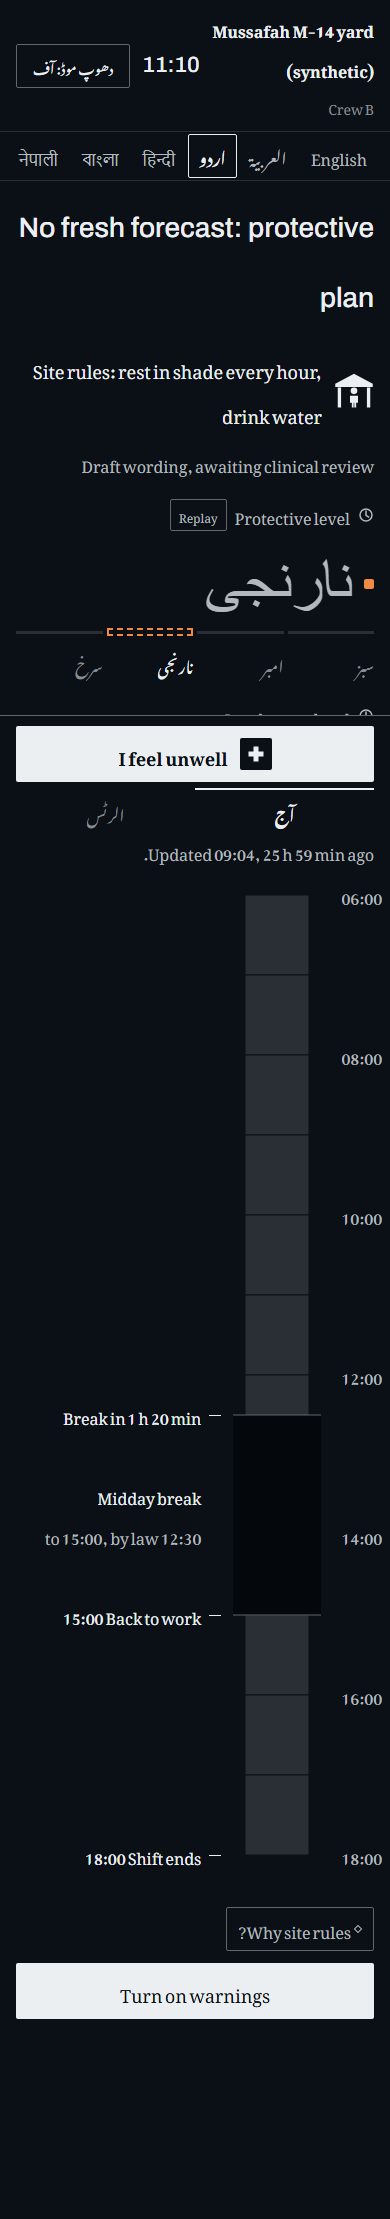 Mussafah M-14 yard
(synthetic)
Crew B
11:10
دھوپ موڈ: آف
English
العربية
اردو
हिन्दी
বাংলা
नेपाली
No fresh forecast: protective
plan
Site rules: rest in shade every hour,
drink water
Draft wording, awaiting clinical review
Protective level
Replay
نارنجی
سبز
امبر
نارنجی
سرخ
I feel unwell
آج
الرٹس
.Updated 09:04, 25 h 59 min ago
06:00
08:00
10:00
12:00
Break in 1 h 20 min
Midday break
to 15:00, by law 12:30
14:00
15:00 Back to work
16:00
18:00 Shift ends
18:00
?Why site rules
Turn on warnings